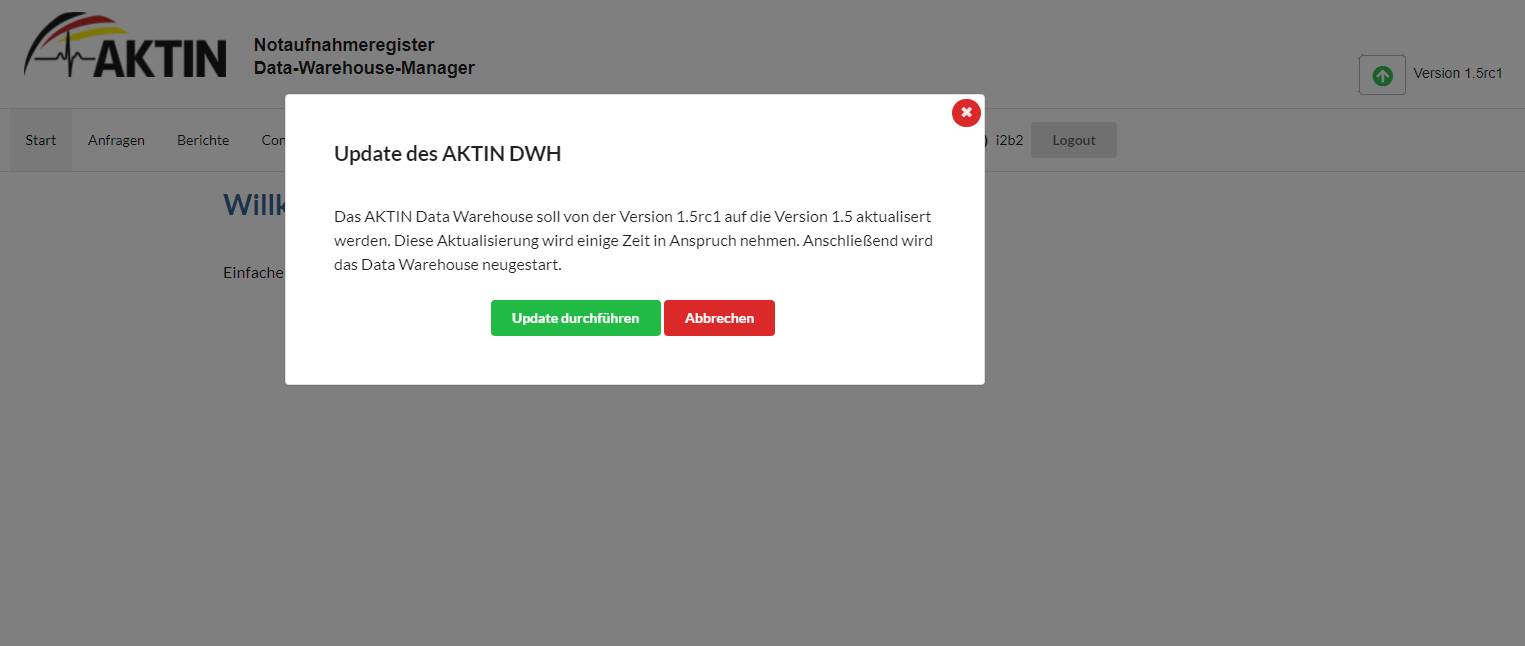 AKTIN
Notaufnahmeregister
Data-Warehouse-Manager
Version 1.5rc1
Start
Anfragen
Berichte
Con
) i2b2
Logout
Willk
Einfache
Update des AKTIN DWH
Das AKTIN Data Warehouse soll von der Version 1.5rc1 auf die Version 1.5 aktualisert
werden. Diese Aktualisierung wird einige Zeit in Anspruch nehmen. Anschließend wird
das Data Warehouse neugestart.
Update durchführen
Abbrechen